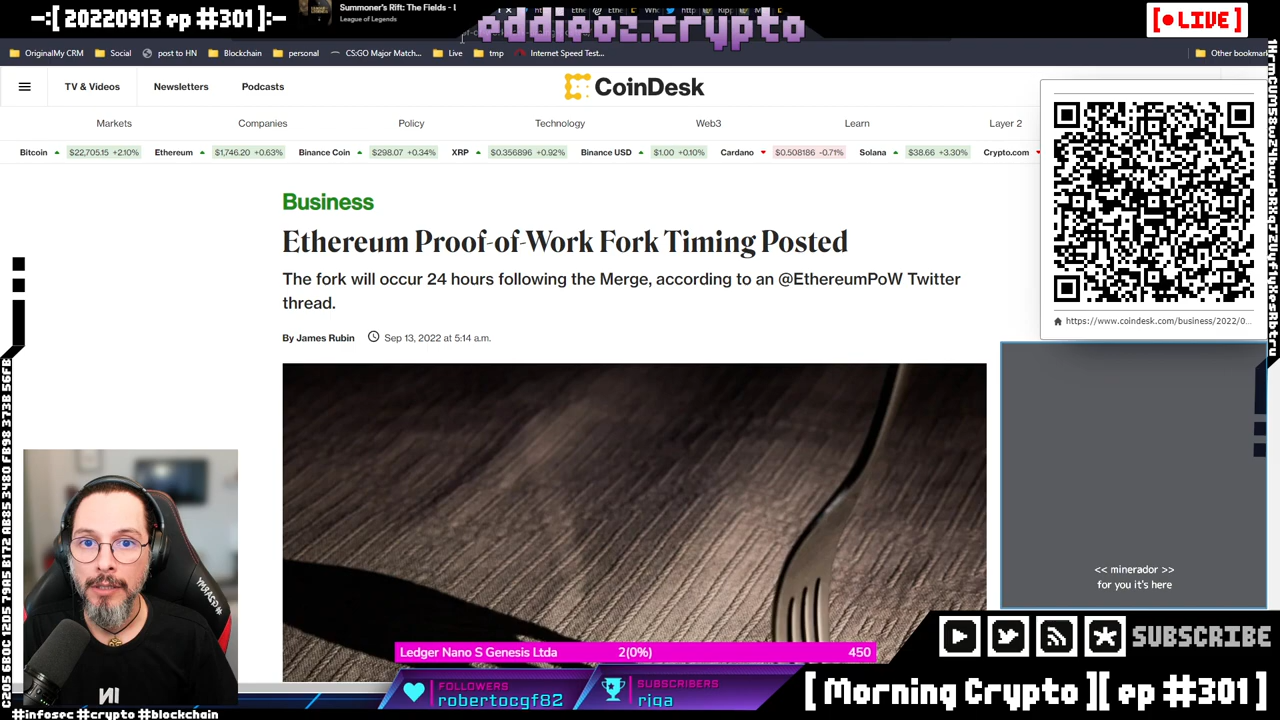 -:[ 20220913 ep #301 ]:-
Summoner's Rift: The Fields - L
League of Legends
eddieoz.crypto
[ • LIVE ]
OriginalMy CRM
Social
post to HN
Blockchain
personal
CS:GO Major Match...
Live
tmp
Internet Speed Test...
Other bookmar
TV & Videos
Newsletters
Podcasts
CoinDesk
Markets
Companies
Policy
Technology
Web3
Learn
Layer 2
Bitcoin $22,705.15 +2.10%
Ethereum $1,746.20 +0.63%
Binance Coin $298.07 +0.34%
XRP $0.356896 +0.92%
Binance USD $1.00 +0.10%
Cardano $0.508186 -0.71%
Solana $38.66 +3.30%
Crypto.com
Business
Ethereum Proof-of-Work Fork Timing Posted
The fork will occur 24 hours following the Merge, according to an @EthereumPoW Twitter
thread.
By James Rubin
Sep 13, 2022 at 5:14 a.m.
https://www.coindesk.com/business/2022/0...
<< minerador >>
for you it's here
Ledger Nano S Genesis Ltda 2(0%) 450
FOLLOWERS
robertocgf82
SUBSCRIBERS
riqa
SUBSCRIBE
[ Morning Crypto ][ ep #301 ]
#infosec #crypto #blockchain